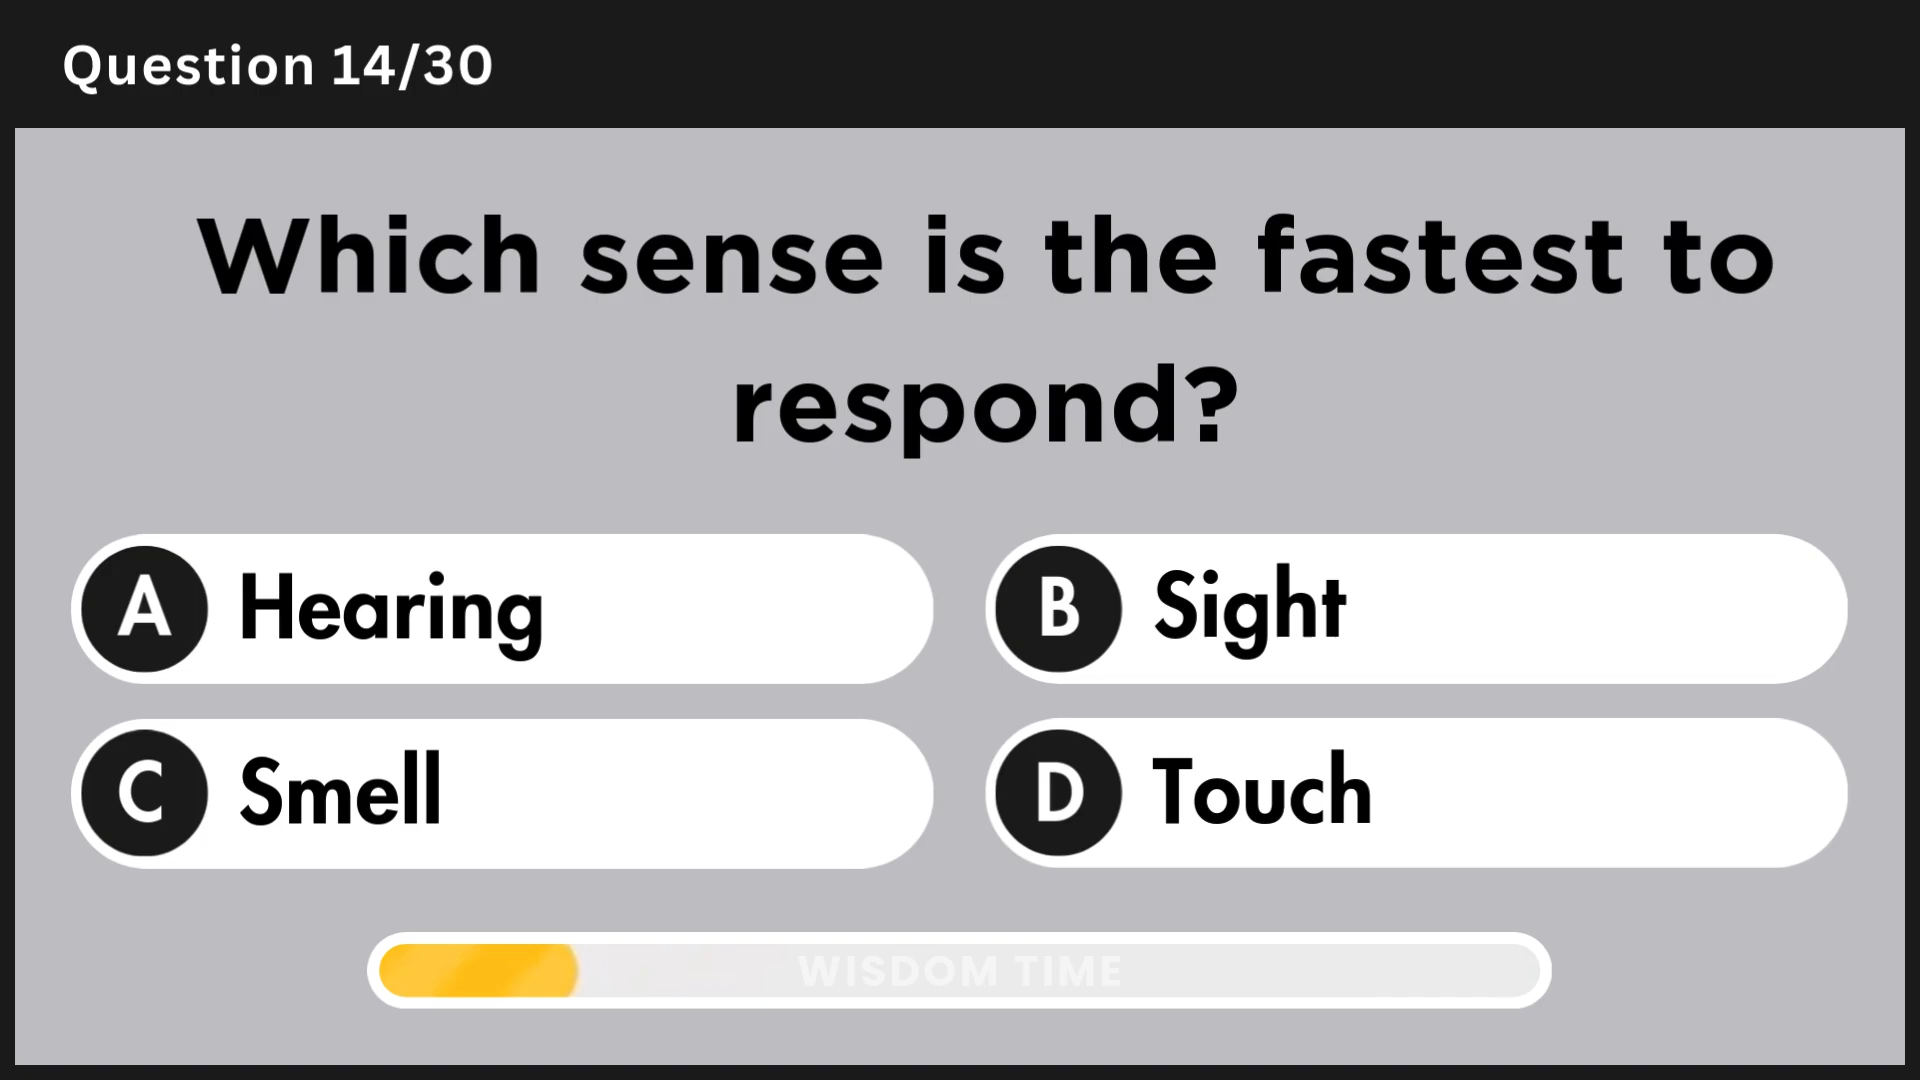 Question 14/30
Which sense is the fastest to
respond?
A Hearing
B Sight
C Smell
D Touch
WISDOM TIME